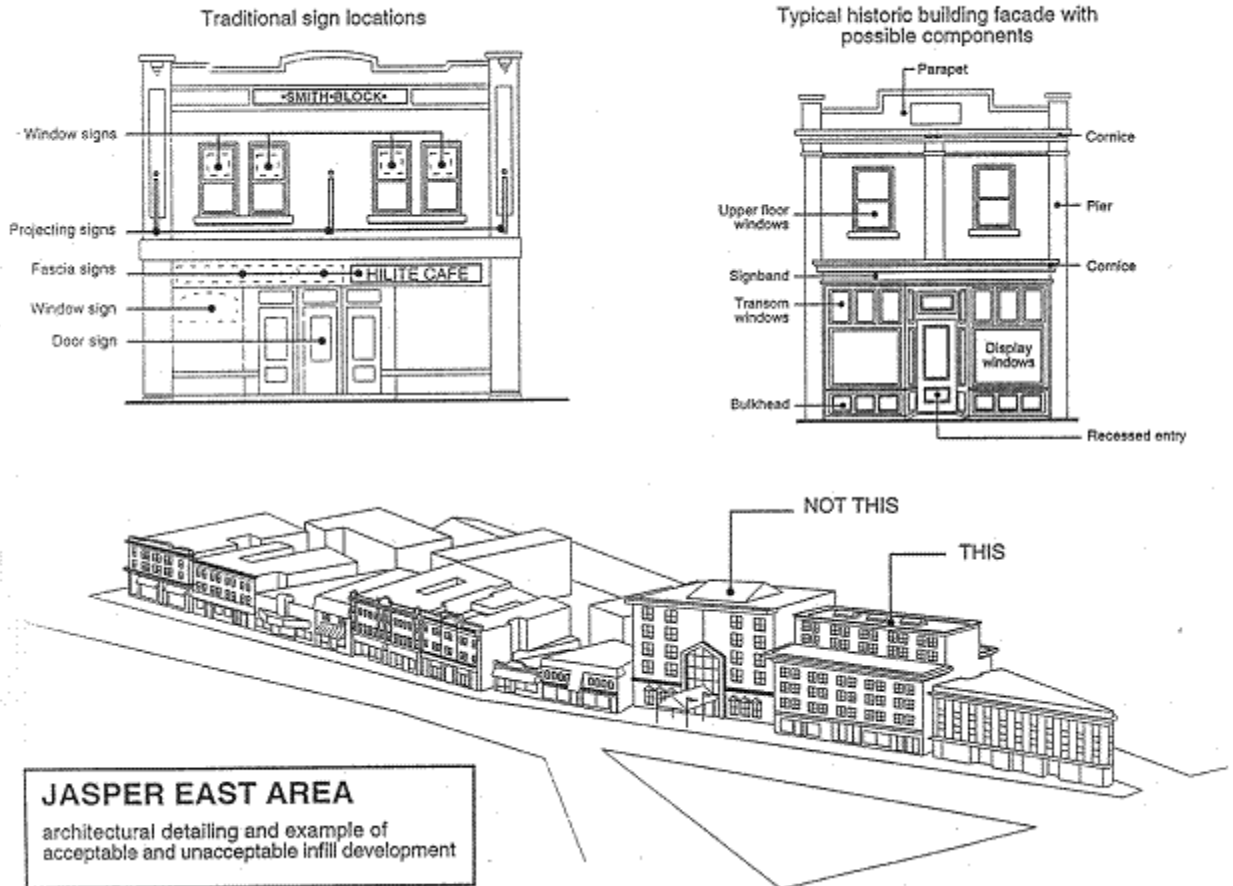 Traditional sign locations
•SMITH•BLOCK•
Window signs
Projecting signs
Fascia signs
HILITE CAFE
Window sign
Door sign
Typical historic building facade with
possible components
Parapet
Cornice
Upper floor
windows
Pier
Cornice
Signband
Transom
windows
Display
windows
Bulkhead
Recessed entry
NOT THIS
THIS
JASPER EAST AREA
architectural detailing and example of
acceptable and unacceptable infill development